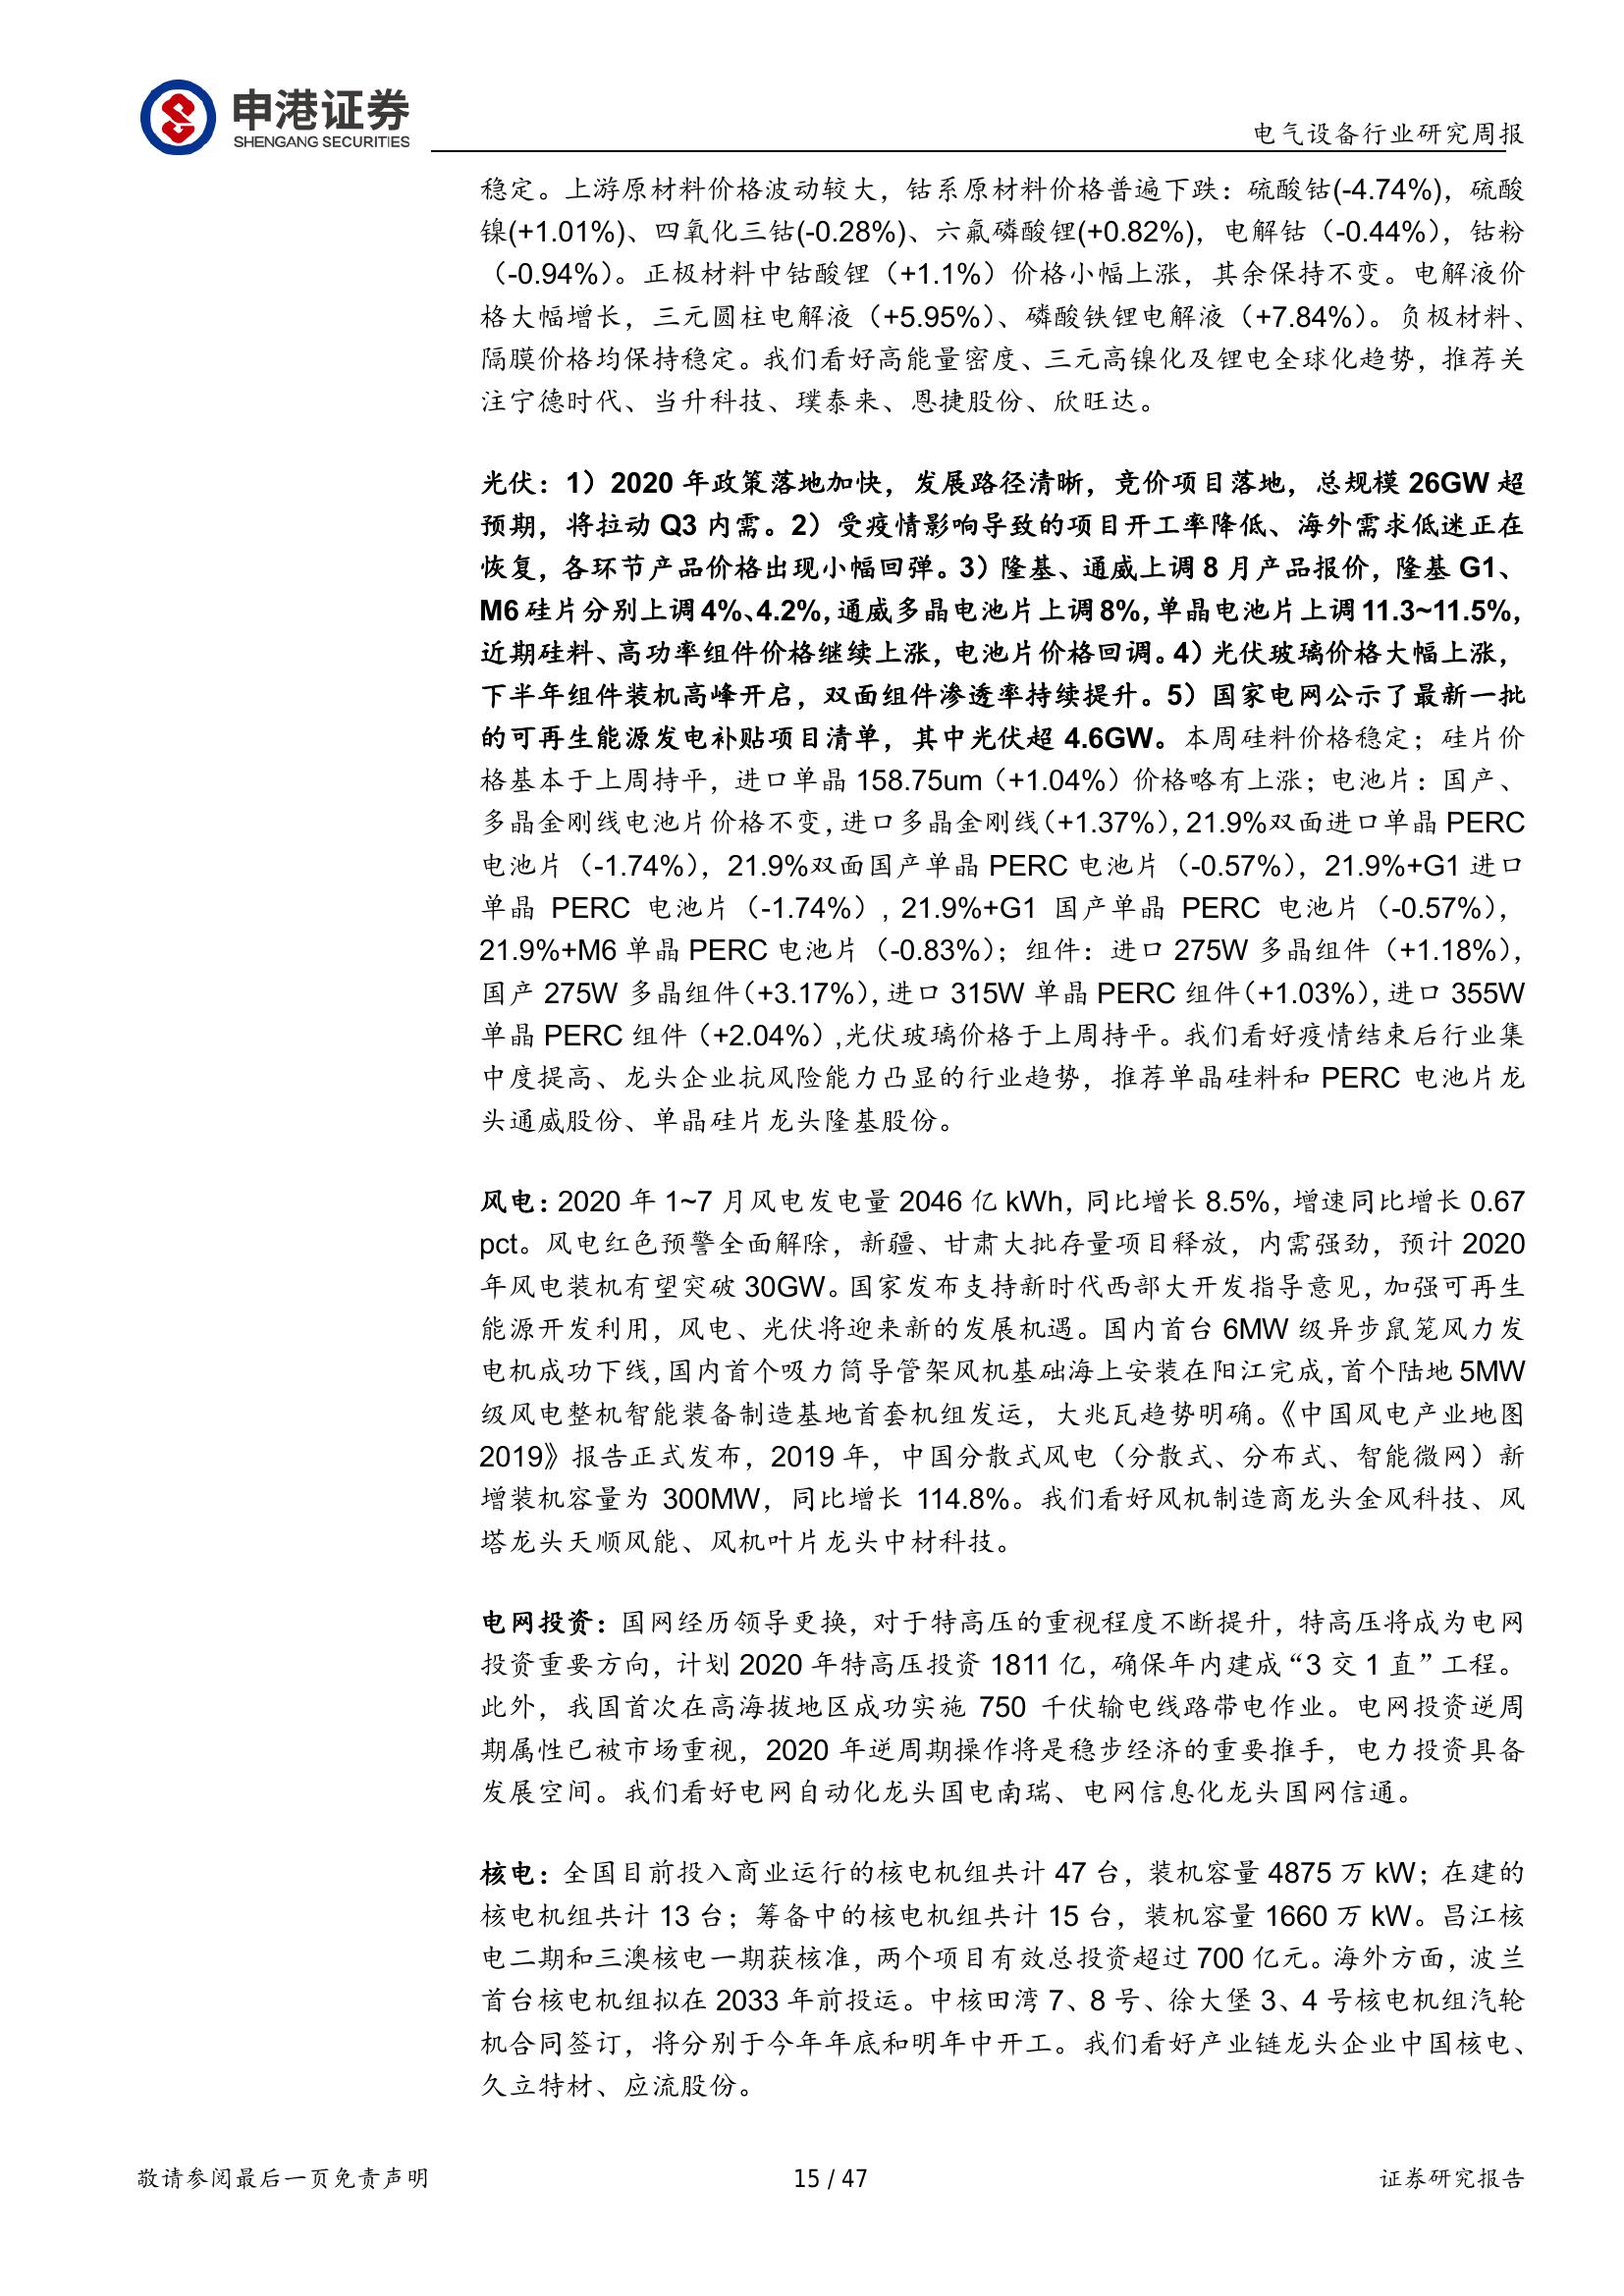 申港证券
SHENGANG SECURITIES
电气设备行业研究周报
稳定。上游原材料价格波动较大，钴系原材料价格普遍下跌：硫酸钴(-4.74%)，硫酸
镍(+1.01%)、四氧化三钴(-0.28%)、六氟磷酸锂(+0.82%)，电解钴（-0.44%），钴粉
（-0.94%）。正极材料中钴酸锂（+1.1%）价格小幅上涨，其余保持不变。电解液价
格大幅增长，三元圆柱电解液（+5.95%）、磷酸铁锂电解液（+7.84%）。负极材料、
隔膜价格均保持稳定。我们看好高能量密度、三元高镍化及锂电全球化趋势，推荐关
注宁德时代、当升科技、璞泰来、恩捷股份、欣旺达。
光伏：1）2020 年政策落地加快，发展路径清晰，竞价项目落地，总规模 26GW 超
预期，将拉动 Q3 内需。2）受疫情影响导致的项目开工率降低、海外需求低迷正在
恢复，各环节产品价格出现小幅回弹。3）隆基、通威上调 8 月产品报价，隆基 G1、
M6 硅片分别上调 4%、4.2%，通威多晶电池片上调 8%，单晶电池片上调 11.3~11.5%，
近期硅料、高功率组件价格继续上涨，电池片价格回调。4）光伏玻璃价格大幅上涨，
下半年组件装机高峰开启，双面组件渗透率持续提升。5）国家电网公示了最新一批
的可再生能源发电补贴项目清单，其中光伏超 4.6GW。本周硅料价格稳定；硅片价
格基本于上周持平，进口单晶 158.75um（+1.04%）价格略有上涨；电池片：国产、
多晶金刚线电池片价格不变，进口多晶金刚线（+1.37%），21.9%双面进口单晶 PERC
电池片（-1.74%），21.9%双面国产单晶 PERC 电池片（-0.57%），21.9%+G1 进口
单晶 PERC 电池片（-1.74%）, 21.9%+G1 国产单晶 PERC 电池片（-0.57%），
21.9%+M6 单晶 PERC 电池片（-0.83%）；组件：进口 275W 多晶组件（+1.18%），
国产 275W 多晶组件（+3.17%），进口 315W 单晶 PERC 组件（+1.03%），进口 355W
单晶 PERC 组件（+2.04%）,光伏玻璃价格于上周持平。我们看好疫情结束后行业集
中度提高、龙头企业抗风险能力凸显的行业趋势，推荐单晶硅料和 PERC 电池片龙
头通威股份、单晶硅片龙头隆基股份。
风电：2020 年 1~7 月风电发电量 2046 亿 kWh，同比增长 8.5%，增速同比增长 0.67
pct。风电红色预警全面解除，新疆、甘肃大批存量项目释放，内需强劲，预计 2020
年风电装机有望突破 30GW。国家发布支持新时代西部大开发指导意见，加强可再生
能源开发利用，风电、光伏将迎来新的发展机遇。国内首台 6MW 级异步鼠笼风力发
电机成功下线，国内首个吸力筒导管架风机基础海上安装在阳江完成，首个陆地 5MW
级风电整机智能装备制造基地首套机组发运，大兆瓦趋势明确。《中国风电产业地图
2019》报告正式发布，2019 年，中国分散式风电（分散式、分布式、智能微网）新
增装机容量为 300MW，同比增长 114.8%。我们看好风机制造商龙头金风科技、风
塔龙头天顺风能、风机叶片龙头中材科技。
电网投资：国网经历领导更换，对于特高压的重视程度不断提升，特高压将成为电网
投资重要方向，计划 2020 年特高压投资 1811 亿，确保年内建成“3 交 1 直”工程。
此外，我国首次在高海拔地区成功实施 750 千伏输电线路带电作业。电网投资逆周
期属性已被市场重视，2020 年逆周期操作将是稳步经济的重要推手，电力投资具备
发展空间。我们看好电网自动化龙头国电南瑞、电网信息化龙头国网信通。
核电：全国目前投入商业运行的核电机组共计 47 台，装机容量 4875 万 kW；在建的
核电机组共计 13 台；筹备中的核电机组共计 15 台，装机容量 1660 万 kW。昌江核
电二期和三澳核电一期获核准，两个项目有效总投资超过 700 亿元。海外方面，波兰
首台核电机组拟在 2033 年前投运。中核田湾 7、8 号、徐大堡 3、4 号核电机组汽轮
机合同签订，将分别于今年年底和明年中开工。我们看好产业链龙头企业中国核电、
久立特材、应流股份。
敬请参阅最后一页免责声明
15 / 47
证券研究报告